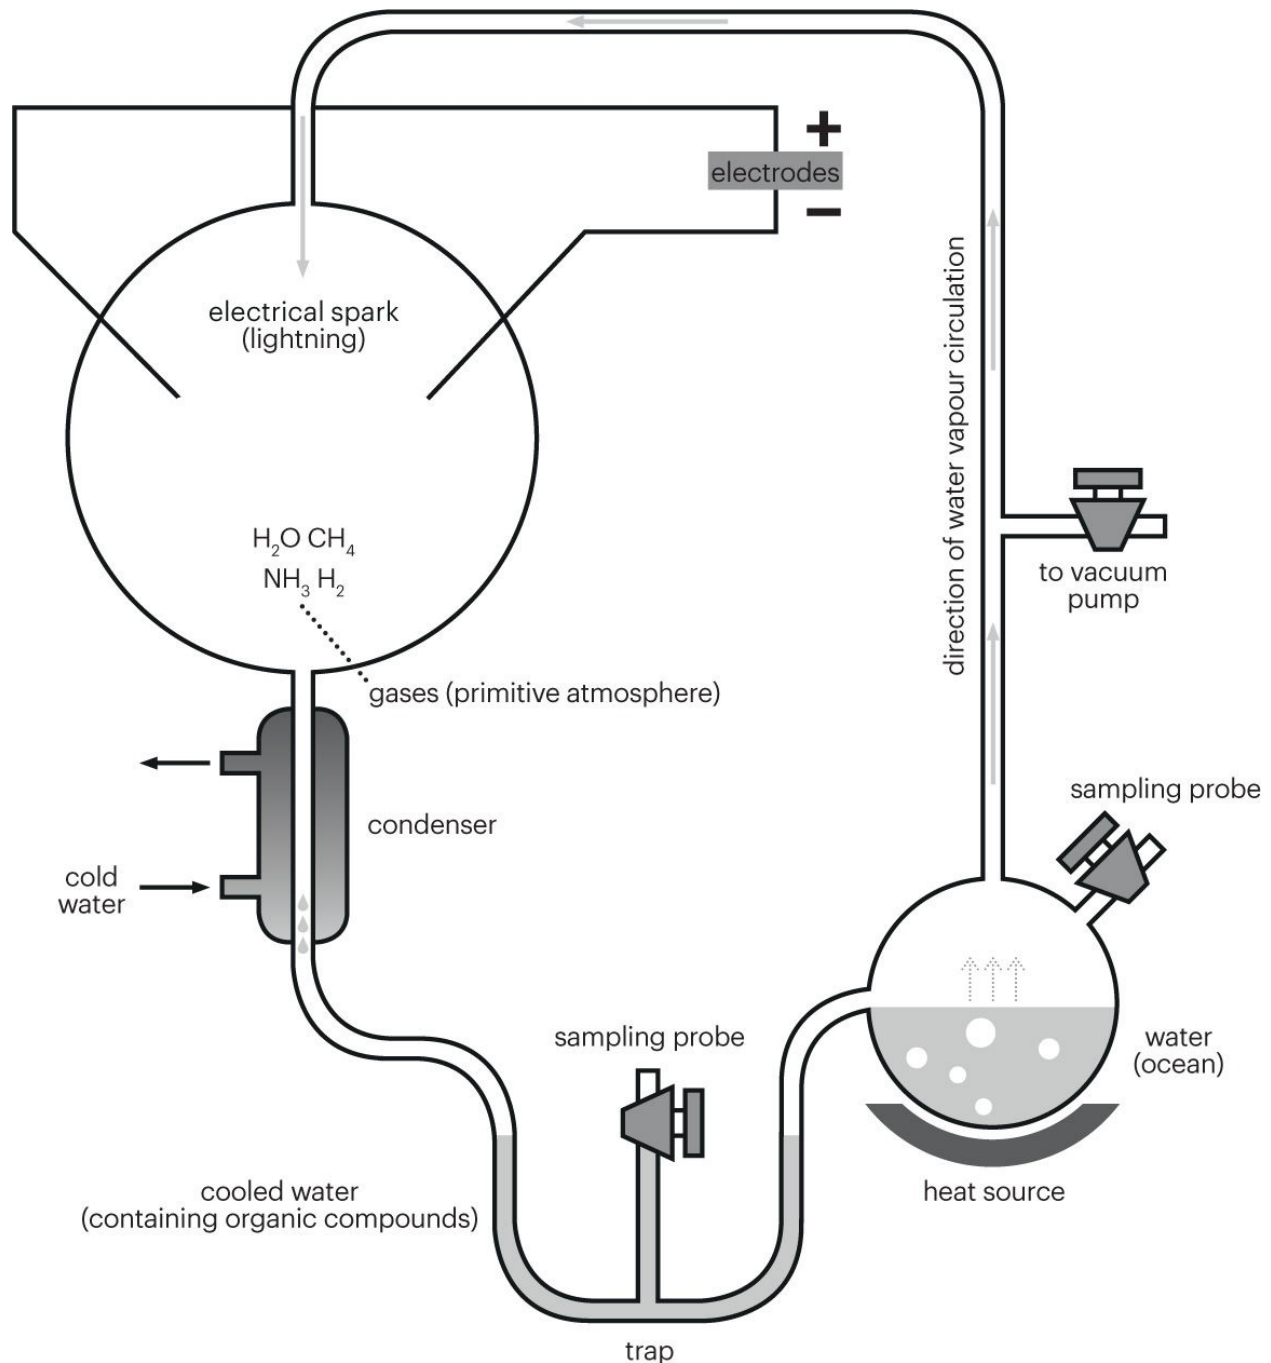 +
electrodes
−
electrical spark
(lightning)
direction of water vapour circulation
H₂O CH₄
NH₃ H₂
to vacuum
pump
gases (primitive atmosphere)
sampling probe
condenser
cold
water
sampling probe
water
(ocean)
cooled water
(containing organic compounds)
heat source
trap